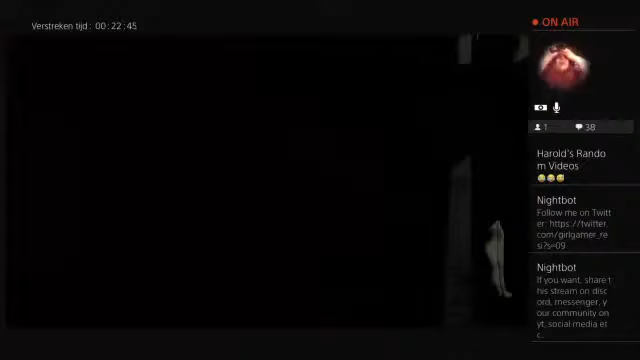 Verstreken tijd: 00:22:45
ON AIR
1
38
Harold's Rando
m Videos
😂😂😅
Nightbot
Follow me on Twitt
er: https://twitter.
com/girlgamer_re
si?s=09
Nightbot
If you want, share t
his stream on disc
ord, messenger, y
our community on
yt, social media et
c.